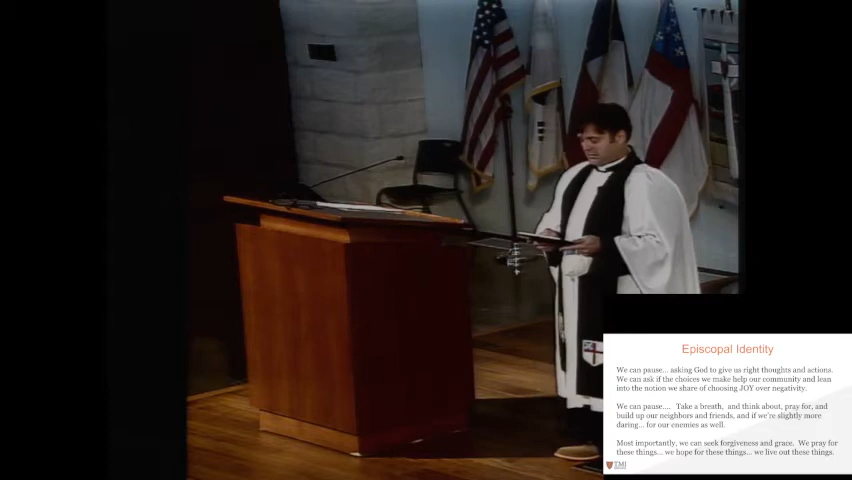 Episcopal Identity
We can pause... asking God to give us right thoughts and actions.
We can ask if the choices we make help our community and lean
into the notion we share of choosing JOY over negativity.
We can pause.... Take a breath, and think about, pray for, and
build up our neighbors and friends, and if we're slightly more
daring... for our enemies as well.
Most importantly, we can seek forgiveness and grace. We pray for
these things... we hope for these things... we live out these things.
TMI